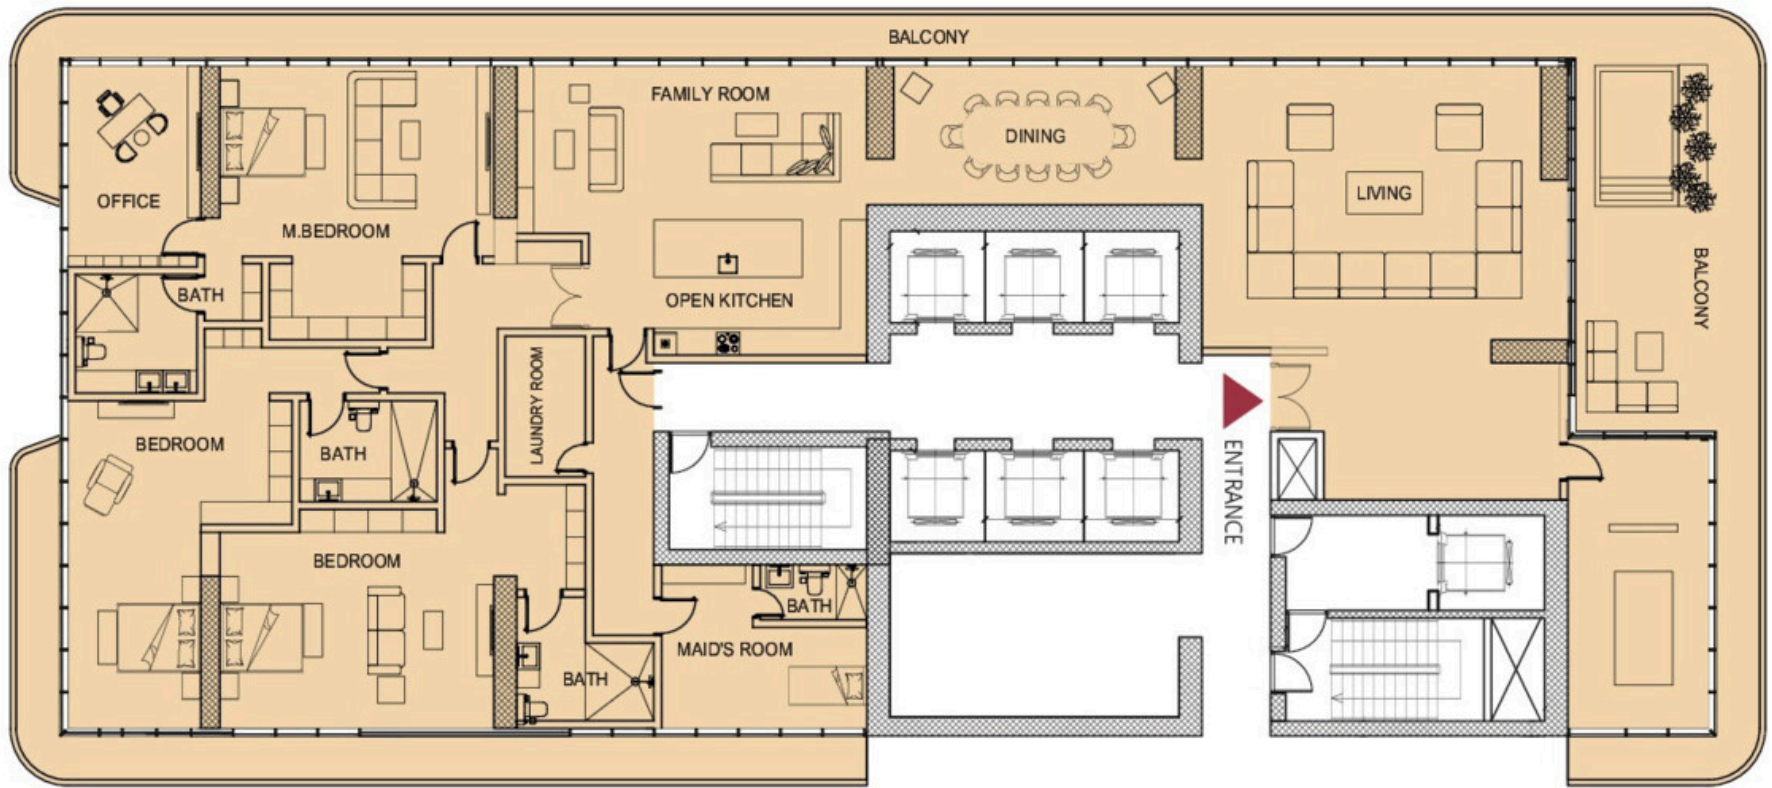 BALCONY
FAMILY ROOM
DINING
OFFICE
M.BEDROOM
LIVING
BATH
OPEN KITCHEN
BALCONY
LAUNDRY ROOM
BEDROOM
BATH
ENTRANCE
BEDROOM
BATH
MAID'S ROOM
BATH